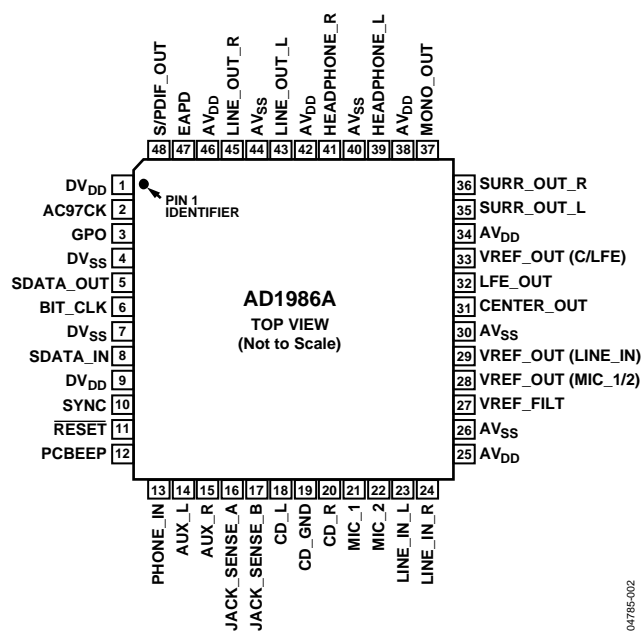 S/PDIF_OUT
EAPD
AVDD
LINE_OUT_R
AVSS
LINE_OUT_L
AVDD
HEADPHONE_R
AVSS
HEADPHONE_L
AVDD
MONO_OUT
48 47 46 45 44 43 42 41 40 39 38 37
DVDD 1
AC97CK 2
GPO 3
DVSS 4
SDATA_OUT 5
BIT_CLK 6
DVSS 7
SDATA_IN 8
DVDD 9
SYNC 10
RESET 11
PCBEEP 12
PIN 1
IDENTIFIER
AD1986A
TOP VIEW
(Not to Scale)
36 SURR_OUT_R
35 SURR_OUT_L
34 AVDD
33 VREF_OUT (C/LFE)
32 LFE_OUT
31 CENTER_OUT
30 AVSS
29 VREF_OUT (LINE_IN)
28 VREF_OUT (MIC_1/2)
27 VREF_FILT
26 AVSS
25 AVDD
13 14 15 16 17 18 19 20 21 22 23 24
PHONE_IN
AUX_L
AUX_R
JACK_SENSE_A
JACK_SENSE_B
CD_L
CD_GND
CD_R
MIC_1
MIC_2
LINE_IN_L
LINE_IN_R
04785-002